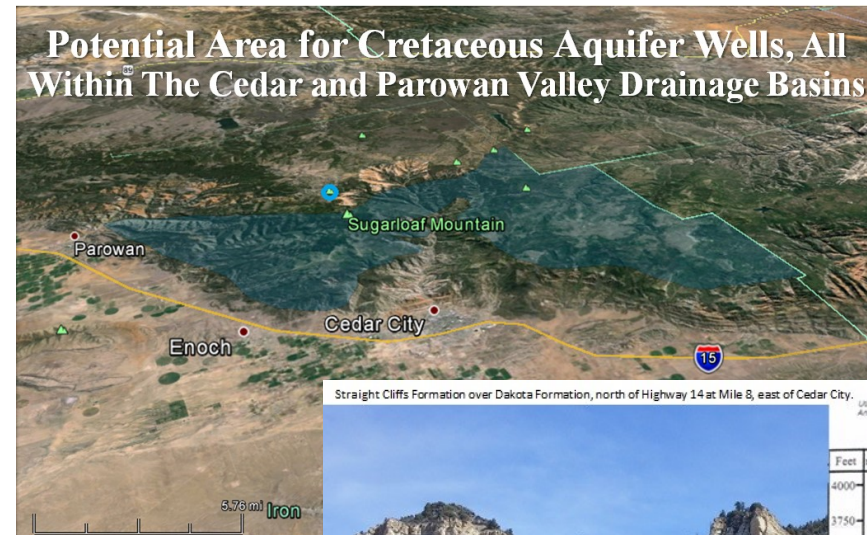 Potential Area for Cretaceous Aquifer Wells, All
Within The Cedar and Parowan Valley Drainage Basins
89
Sugarloaf Mountain
Parowan
Cedar City
Enoch
15
Straight Cliffs Formation over Dakota Formation, north of Highway 14 at Mile 8, east of Cedar City.
Feet
4000
3750
5.76 mi
Iron